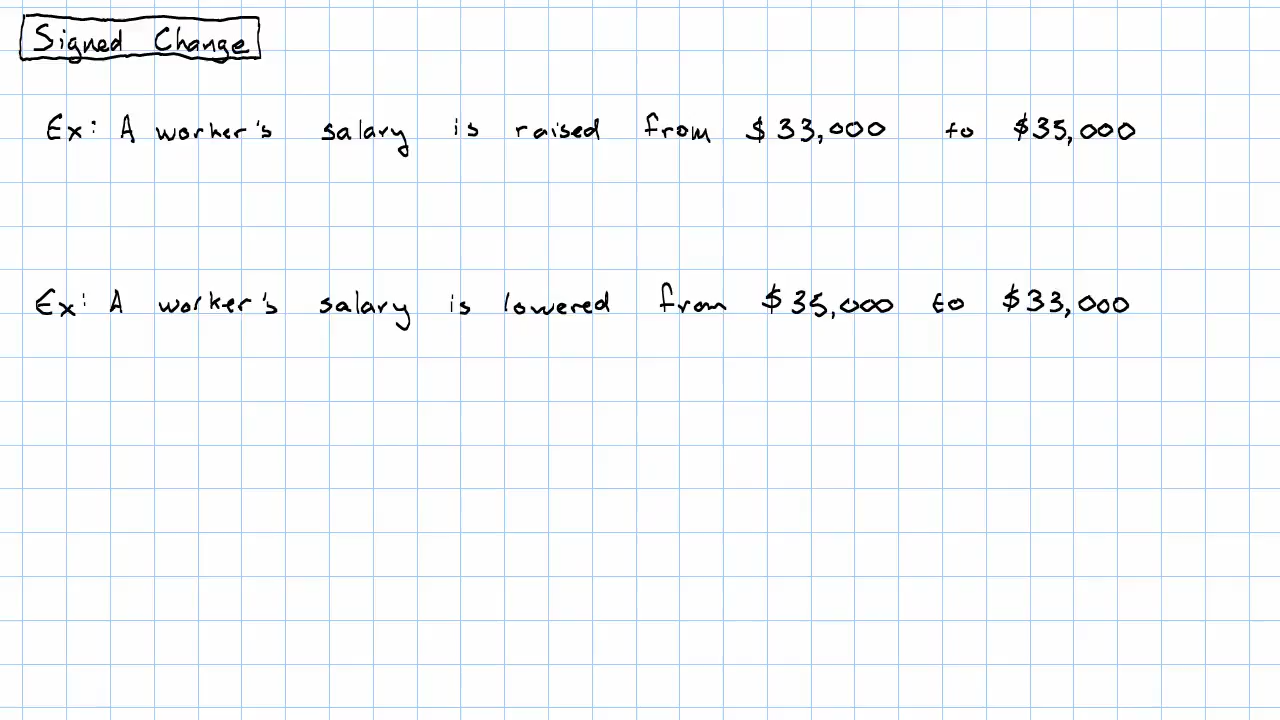 Signed Change
Ex: A worker's salary is raised from $33,000 to $35,000
Ex: A worker's salary is lowered from $35,000 to $33,000